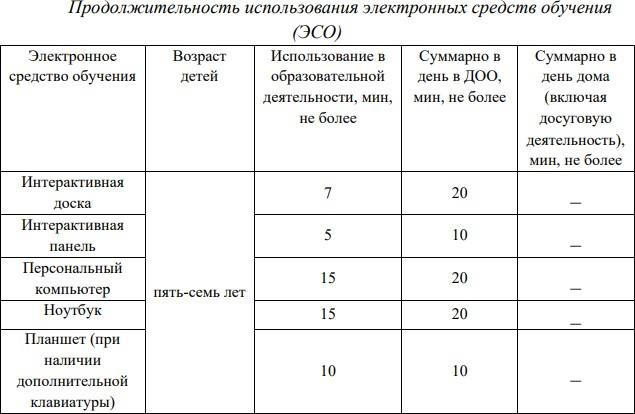 Продолжительность использования электронных средств обучения
(ЭСО)
Электронное
средство обучения
Возраст
детей
Использование в
образовательной
деятельности, мин,
не более
Суммарно в
день в ДОО,
мин, не более
Суммарно в
день дома
(включая
досуговую
деятельность),
мин, не более
Интерактивная
доска
пять-семь лет
7
20
_
Интерактивная
панель
5
10
_
Персональный
компьютер
15
20
_
Ноутбук
15
20
_
Планшет (при
наличии
дополнительной
клавиатуры)
10
10
_